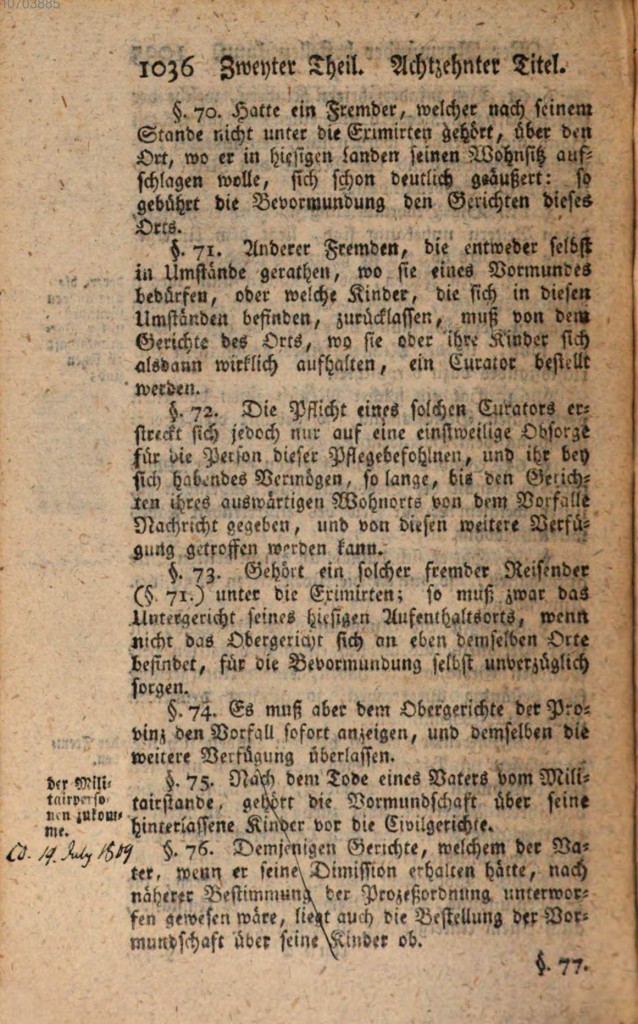 10703885
1036 Zweyter Theil. Achtzehnter Titel.
§. 70. Hatte ein Fremder, welcher nach seinem
Stande nicht unter die Eximirten gehört, über den
Ort, wo er in hiesigen Landen seinen Wohnsitz auf-
schlagen wolle, sich schon deutlich geäußert: so
gebührt die Bevormundung den Gerichten dieses
Orts.
§. 71. Anderer Fremden, die entweder selbst
in Umstände gerathen, wo sie eines Vormundes
bedürfen, oder welche Kinder, die sich in diesen
Umständen befinden, zurücklassen, muß von dem
Gerichte des Orts, wo sie oder ihre Kinder sich
alsdann wirklich aufhalten, ein Curator bestellt
werden.
§. 72. Die Pflicht eines solchen Curators er-
streckt sich jedoch nur auf eine einstweilige Obsorge
für die Person dieser Pflegebefohlnen, und ihr bey
sich habendes Vermögen, so lange, bis den Gerich-
ten ihres auswärtigen Wohnorts von dem Vorfalle
Nachricht gegeben, und von diesen weitere Verfü-
gung getroffen werden kann.
§. 73. Gehört ein solcher fremder Reisender
(§. 71.) unter die Eximirten; so muß zwar das
Untergericht seines hiesigen Aufenthaltsorts, wenn
nicht das Obergericht sich an eben demselben Orte
befindet, für die Bevormundung selbst unverzüglich
sorgen.
§. 74. Es muß aber dem Obergerichte der Pro-
vinz den Vorfall sofort anzeigen, und demselben die
weitere Verfügung überlassen.
der Mili-
tairperso-
nen zukom-
me.
§. 75. Nach dem Tode eines Vaters vom Mili-
tairstande, gehört die Vormundschaft über seine
hinterlassene Kinder vor die Civilgerichte.
Cd. 19. July 1809
§. 76. Demjenigen Gerichte, welchem der Va-
ter, wenn er seine Dimission erhalten hätte, nach
näherer Bestimmung der Prozeßordnung unterwor-
fen gewesen wäre, liegt auch die Bestellung der Vor-
mundschaft über seine Kinder ob.
§. 77.